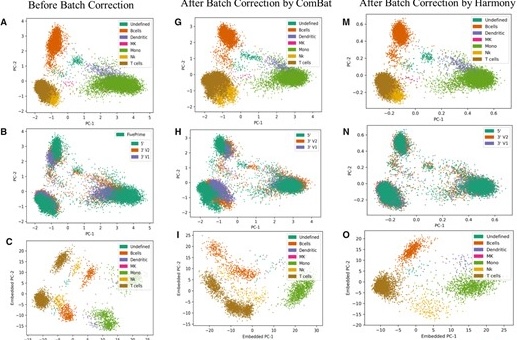 Before Batch Correction
After Batch Correction by ComBat
After Batch Correction by Harmony
A
Undefined
Bcells
Dendritic
MK
Mono
Nk
T cells
PC-2
PC-1
G
Undefined
Bcells
Dendritic
MK
Mono
Nk
T cells
PC-2
PC-1
M
Undefined
Bcells
Dendritic
MK
Mono
Nk
T cells
PC-2
PC-1
B
FivePrime
5'
3' V2
3' V1
PC-2
PC-1
H
5'
3' V2
3' V1
PC-2
PC-1
N
5'
3' V2
3' V1
PC-2
PC-1
C
Undefined
Bcells
Dendritic
MK
Mono
Nk
T cells
Embedded PC-2
I
Undefined
Bcells
Dendritic
MK
Mono
Nk
T cells
Embedded PC-2
Embedded PC-1
O
Undefined
Bcells
Dendritic
MK
Mono
Nk
T cells
Embedded PC-2
Embedded PC-1